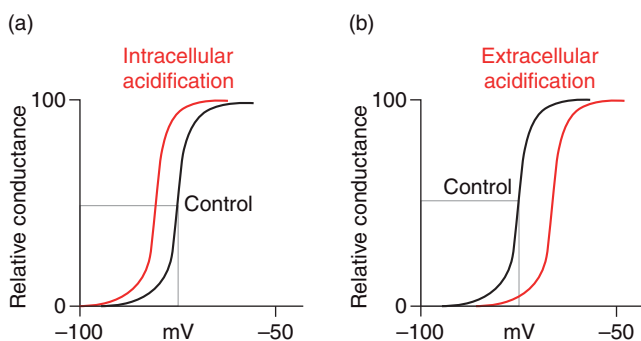 (a)
Intracellular
acidification
100
Relative conductance
Control
0
–100
mV
–50
(b)
Extracellular
acidification
100
Relative conductance
Control
0
–100
mV
–50